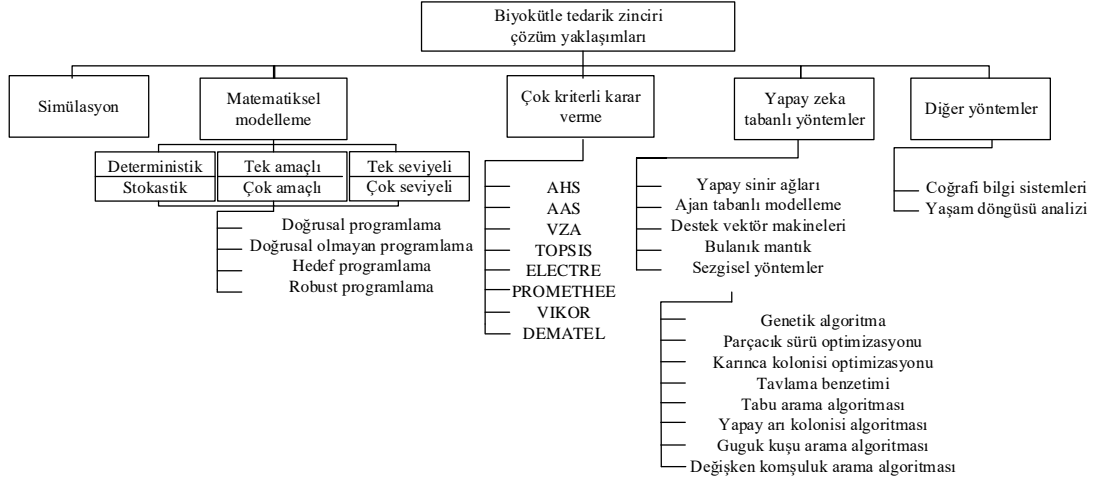 Biyokütle tedarik zinciri
çözüm yaklaşımları
Simülasyon
Matematiksel
modelleme
Deterministik
Stokastik
Tek amaçlı
Çok amaçlı
Tek seviyeli
Çok seviyeli
Doğrusal programlama
Doğrusal olmayan programlama
Hedef programlama
Robust programlama
Çok kriterli karar
verme
AHS
AAS
VZA
TOPSIS
ELECTRE
PROMETHEE
VIKOR
DEMATEL
Yapay zeka
tabanlı yöntemler
Yapay sinir ağları
Ajan tabanlı modelleme
Destek vektör makineleri
Bulanık mantık
Sezgisel yöntemler
Genetik algoritma
Parçacık sürü optimizasyonu
Karınca kolonisi optimizasyonu
Tavlama benzetimi
Tabu arama algoritması
Yapay arı kolonisi algoritması
Guguk kuşu arama algoritması
Değişken komşuluk arama algoritması
Diğer yöntemler
Coğrafi bilgi sistemleri
Yaşam döngüsü analizi